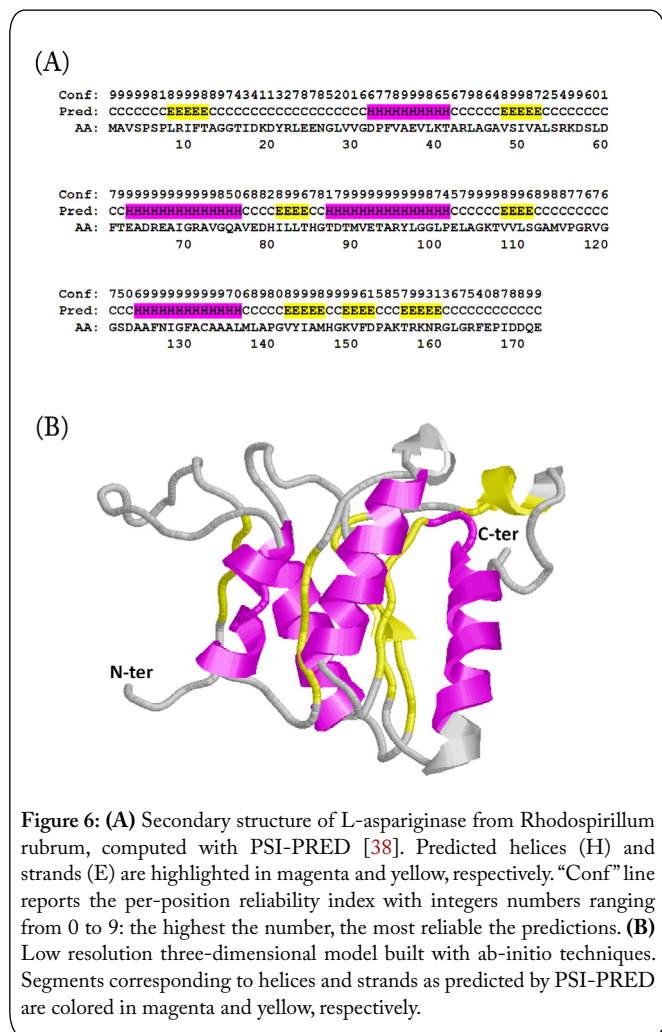 (A)
Conf: 999998189998897434113278785201667789998656798648998725499601
Pred: CCCCCCCEEEEECCCCCCCCCCCCCCCCCCCHHHHHHHHHHCCCCCCEEEEECCCCCCCC
AA: MAVSPSPLRIFTAGGTIDKDYRLEENGLVVGDPFVAEVLKTARLAGAVSIVALSRKDSLD
10 20 30 40 50 60
Conf: 799999999999985068828996781799999999998745799998996898877676
Pred: CCHHHHHHHHHHHHHHCCCCEEEECCHHHHHHHHHHHHHHHCCCCCCEEEECCCCCCCCC
AA: FTEADREAIGRAVGQAVEDHILLTHGTDTMVETARYLGGLPELAGKTVVLSGAMVPGRVG
70 80 90 100 110 120
Conf: 7506999999999970689808999899996158579931367540878899
Pred: CCCHHHHHHHHHHHHHCCCCCEEEEECCEEEECCCEEEEECCCCCCCCCCCC
AA: GSDAAFNIGFACAAALMLAPGVYIAMHGKVFDPAKTRKNRGLGRFEPIDDQE
130 140 150 160 170
(B)
C-ter
N-ter
Figure 6: (A) Secondary structure of L-aspariginase from Rhodospirillum
rubrum, computed with PSI-PRED [38]. Predicted helices (H) and
strands (E) are highlighted in magenta and yellow, respectively. “Conf” line
reports the per-position reliability index with integers numbers ranging
from 0 to 9: the highest the number, the most reliable the predictions. (B)
Low resolution three-dimensional model built with ab-initio techniques.
Segments corresponding to helices and strands as predicted by PSI-PRED
are colored in magenta and yellow, respectively.